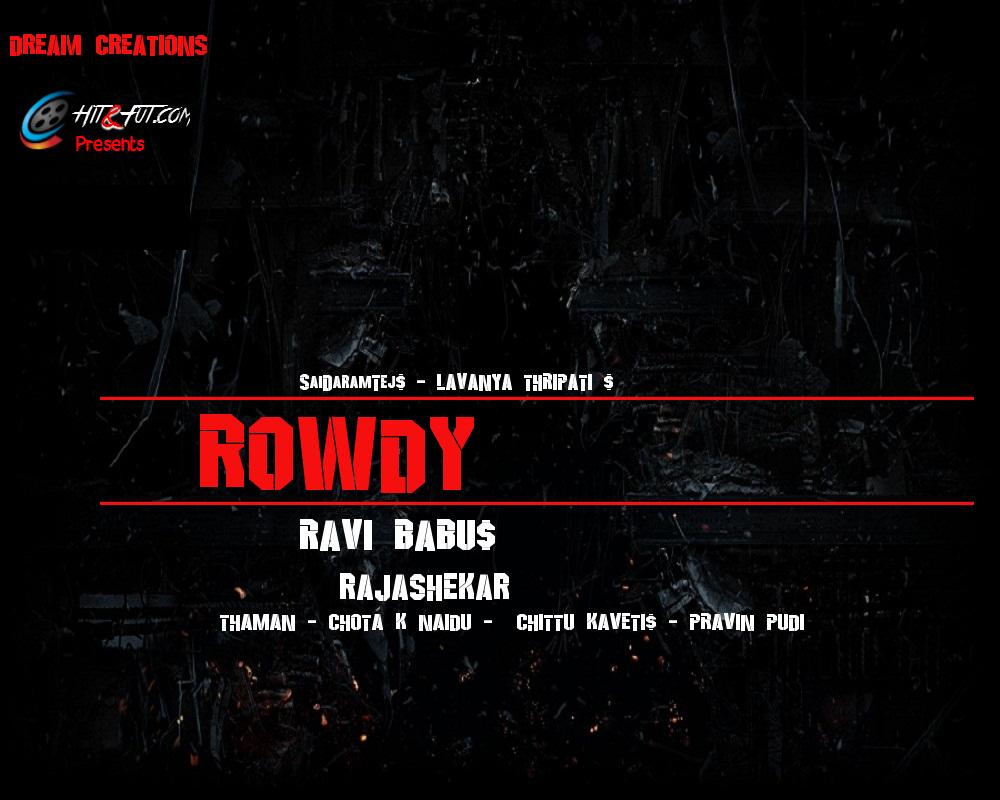 DREAM CREATIONS
HIT&FUT.COM
Presents
SAIDARAMTEJ$ - LAVANYA THRIPATI $
ROWDY
RAVI BABU$
RAJASHEKAR
THAMAN - CHOTA K NAIDU - CHITTU KAVETI$ - PRAVIN PUDI